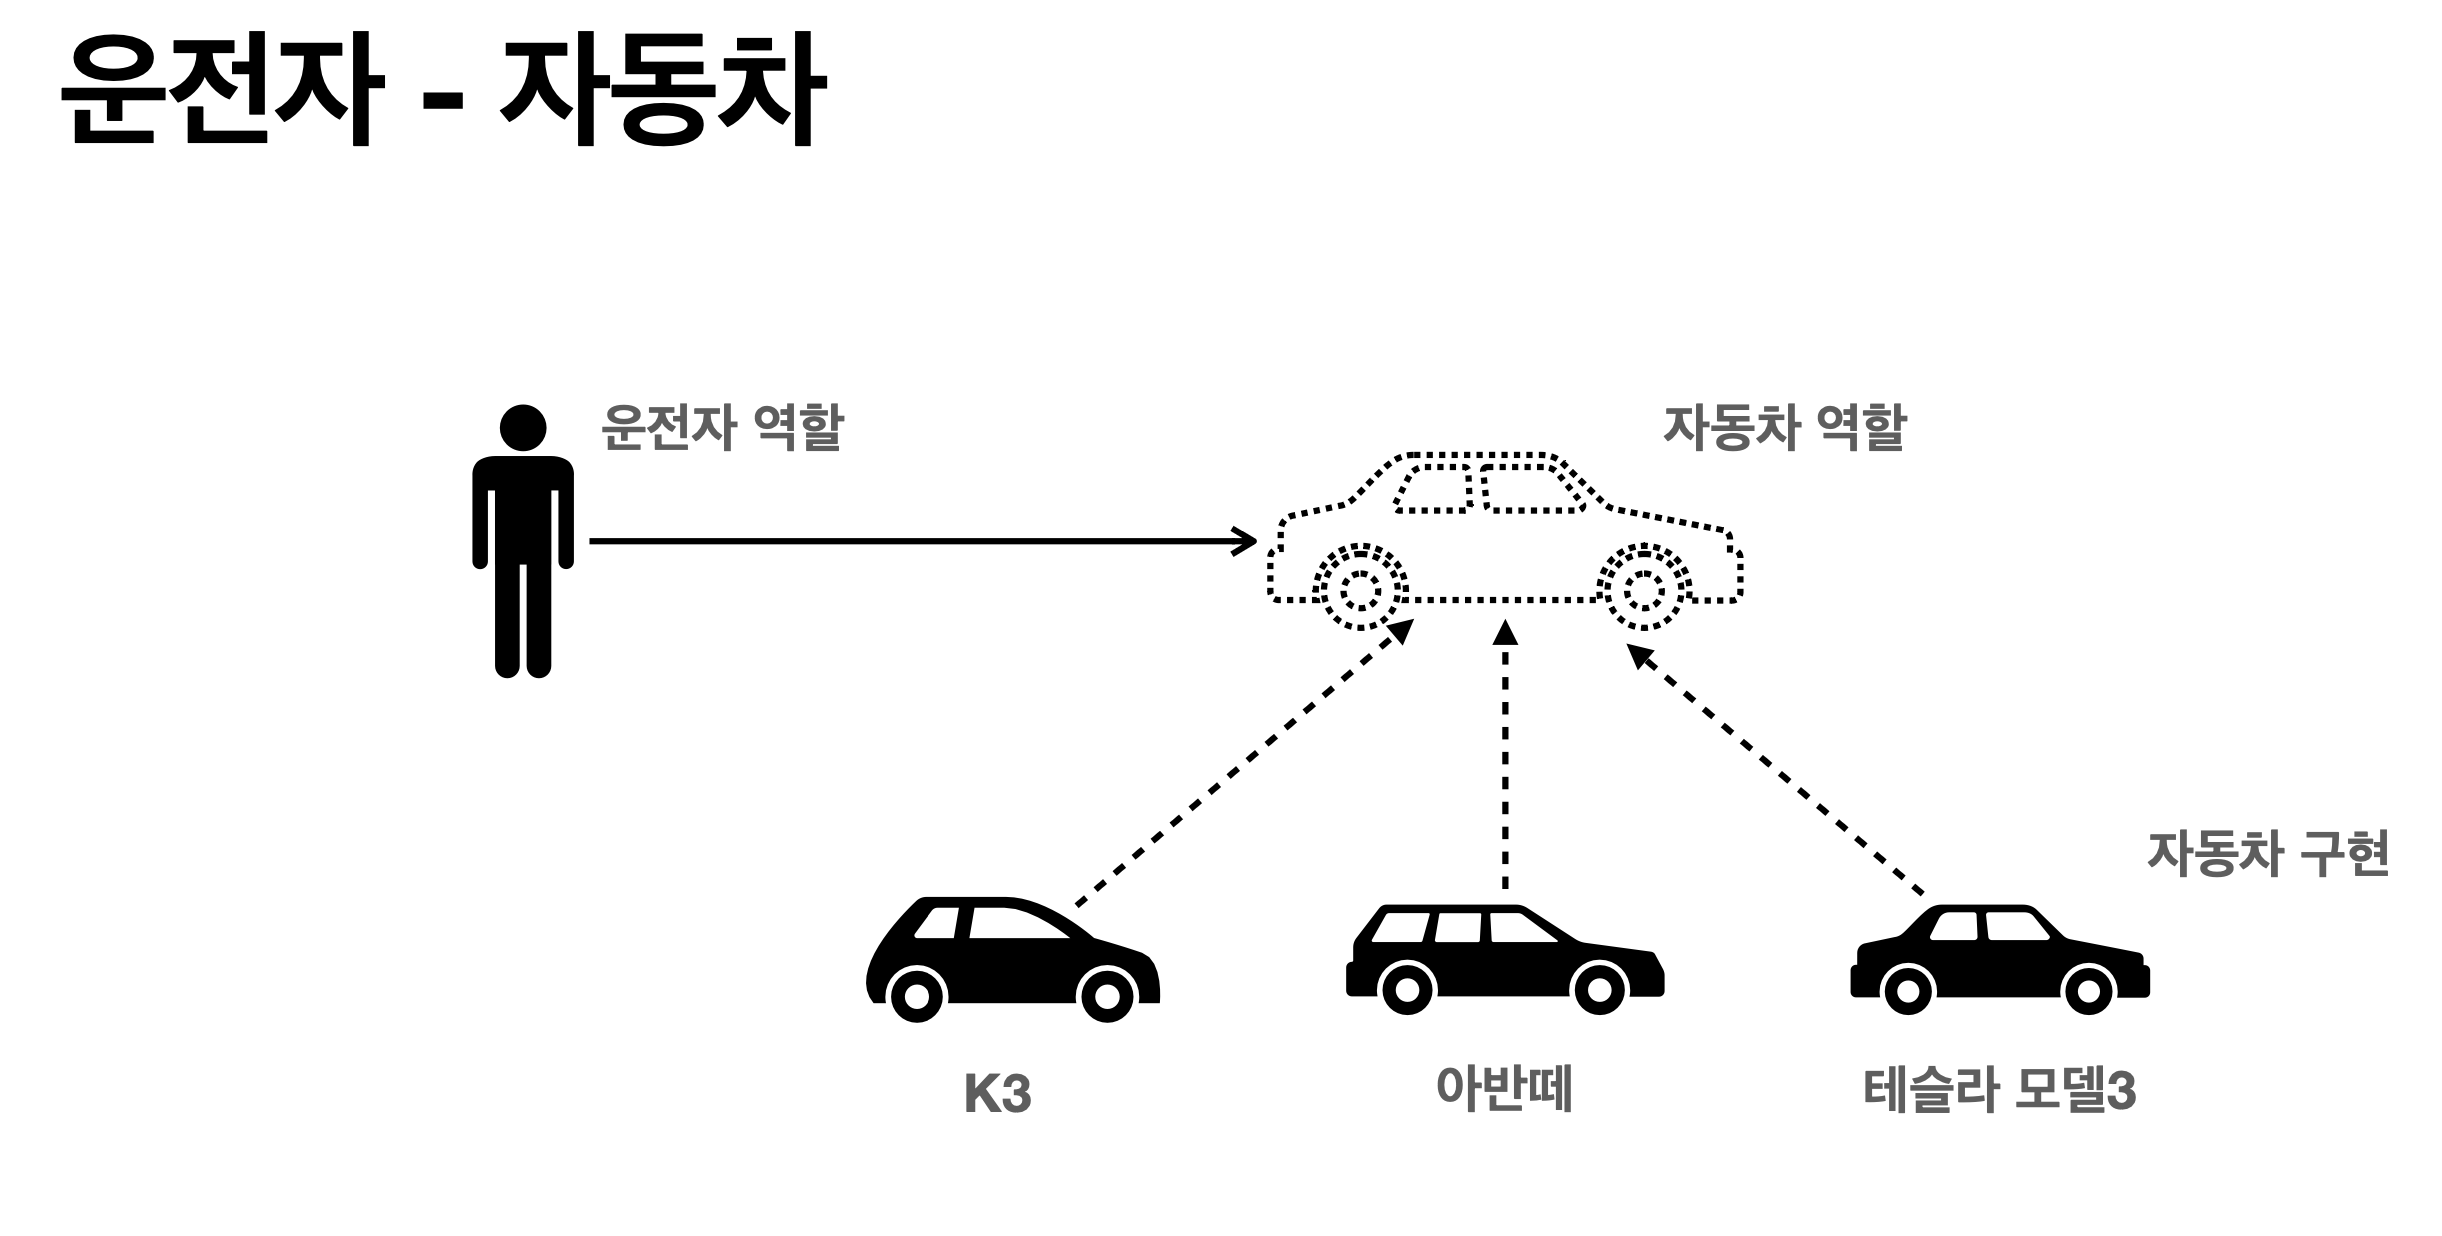 운전자 - 자동차
운전자 역할
자동차 역할
자동차 구현
K3
아반떼
테슬라 모델3